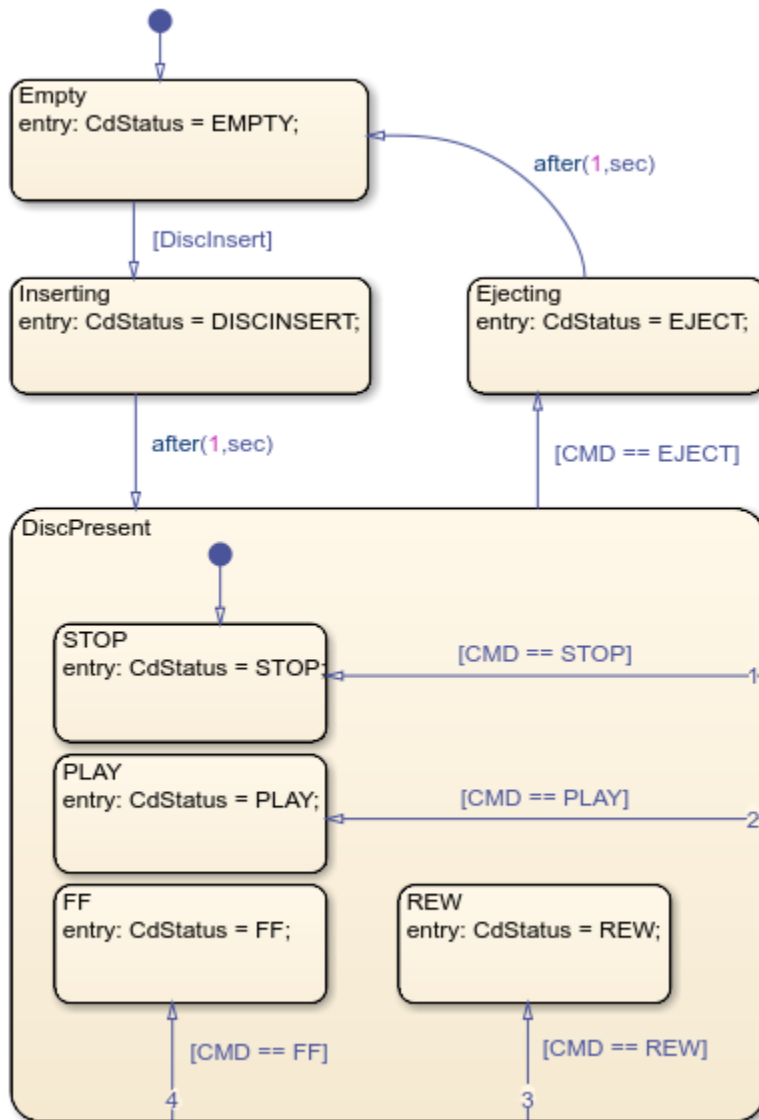 Empty
entry: CdStatus = EMPTY;
after(1,sec)
[DiscInsert]
Inserting
entry: CdStatus = DISCINSERT;
Ejecting
entry: CdStatus = EJECT;
after(1,sec)
[CMD == EJECT]
DiscPresent
STOP
entry: CdStatus = STOP;
[CMD == STOP]
1
PLAY
entry: CdStatus = PLAY;
[CMD == PLAY]
2
FF
entry: CdStatus = FF;
REW
entry: CdStatus = REW;
[CMD == FF]
[CMD == REW]
4
3